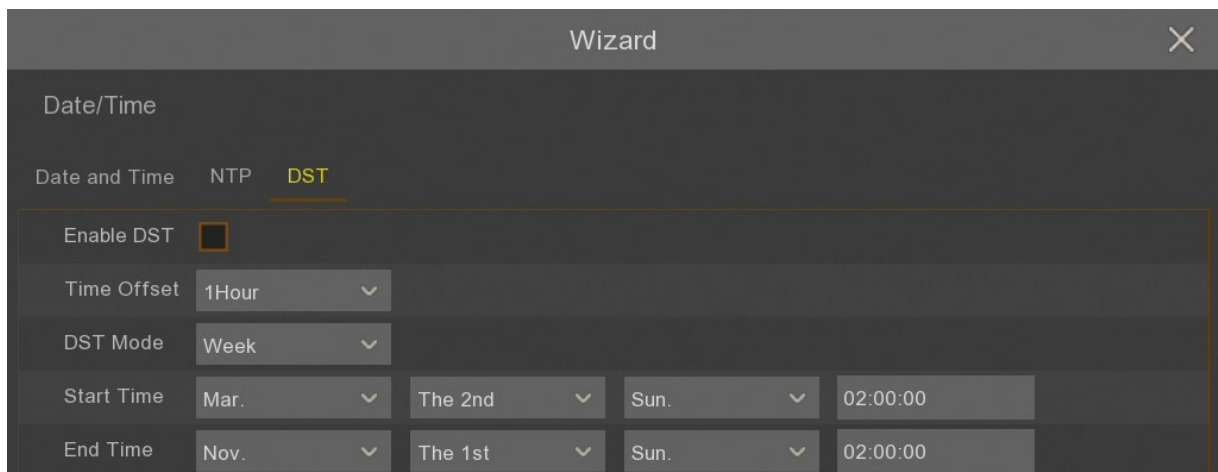 Wizard
Date/Time
Date and Time NTP DST
Enable DST
Time Offset 1Hour
DST Mode Week
Start Time Mar. The 2nd Sun. 02:00:00
End Time Nov. The 1st Sun. 02:00:00